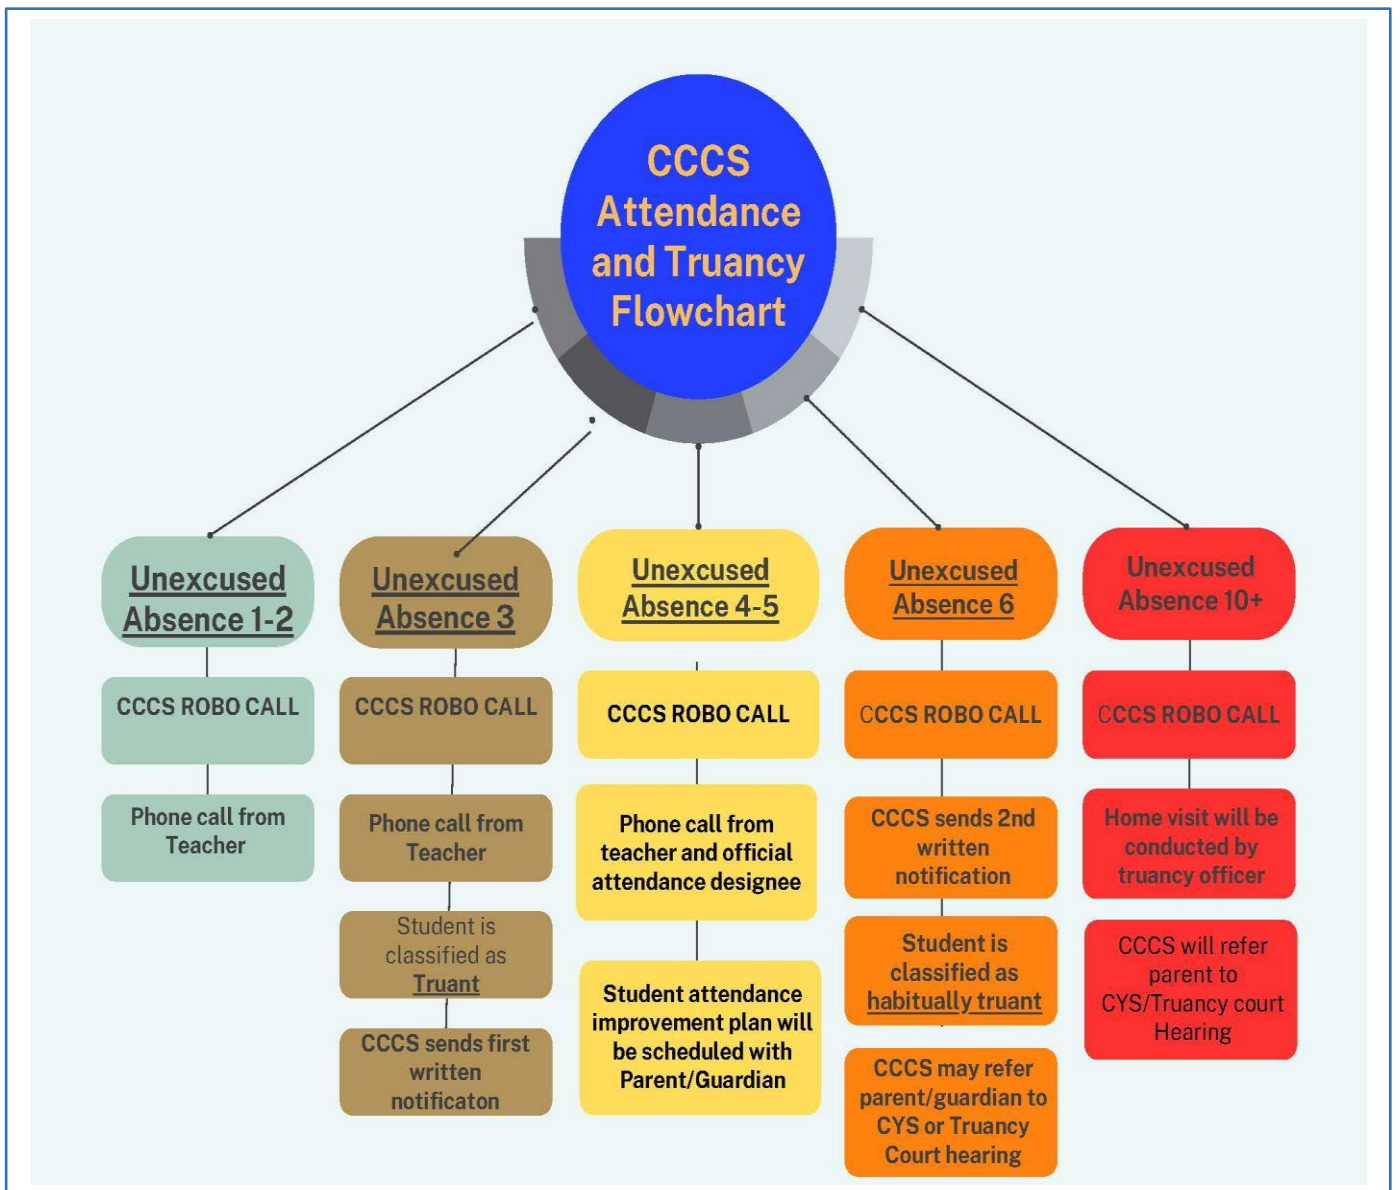 CCCS
Attendance
and Truancy
Flowchart
Unexcused
Absence 1-2
CCCS ROBO CALL
Phone call from
Teacher
Unexcused
Absence 3
CCCS ROBO CALL
Phone call from
Teacher
Student is
classified as
Truant
CCCS sends first
written
notificaton
Unexcused
Absence 4-5
CCCS ROBO CALL
Phone call from
teacher and official
attendance designee
Student attendance
improvement plan will
be scheduled with
Parent/Guardian
Unexcused
Absence 6
CCCS ROBO CALL
CCCS sends 2nd
written
notification
Student is
classified as
habitually truant
CCCS may refer
parent/guardian to
CYS or Truancy
Court hearing
Unexcused
Absence 10+
CCCS ROBO CALL
Home visit will be
conducted by
truancy officer
CCCS will refer
parent to
CYS/Truancy court
Hearing